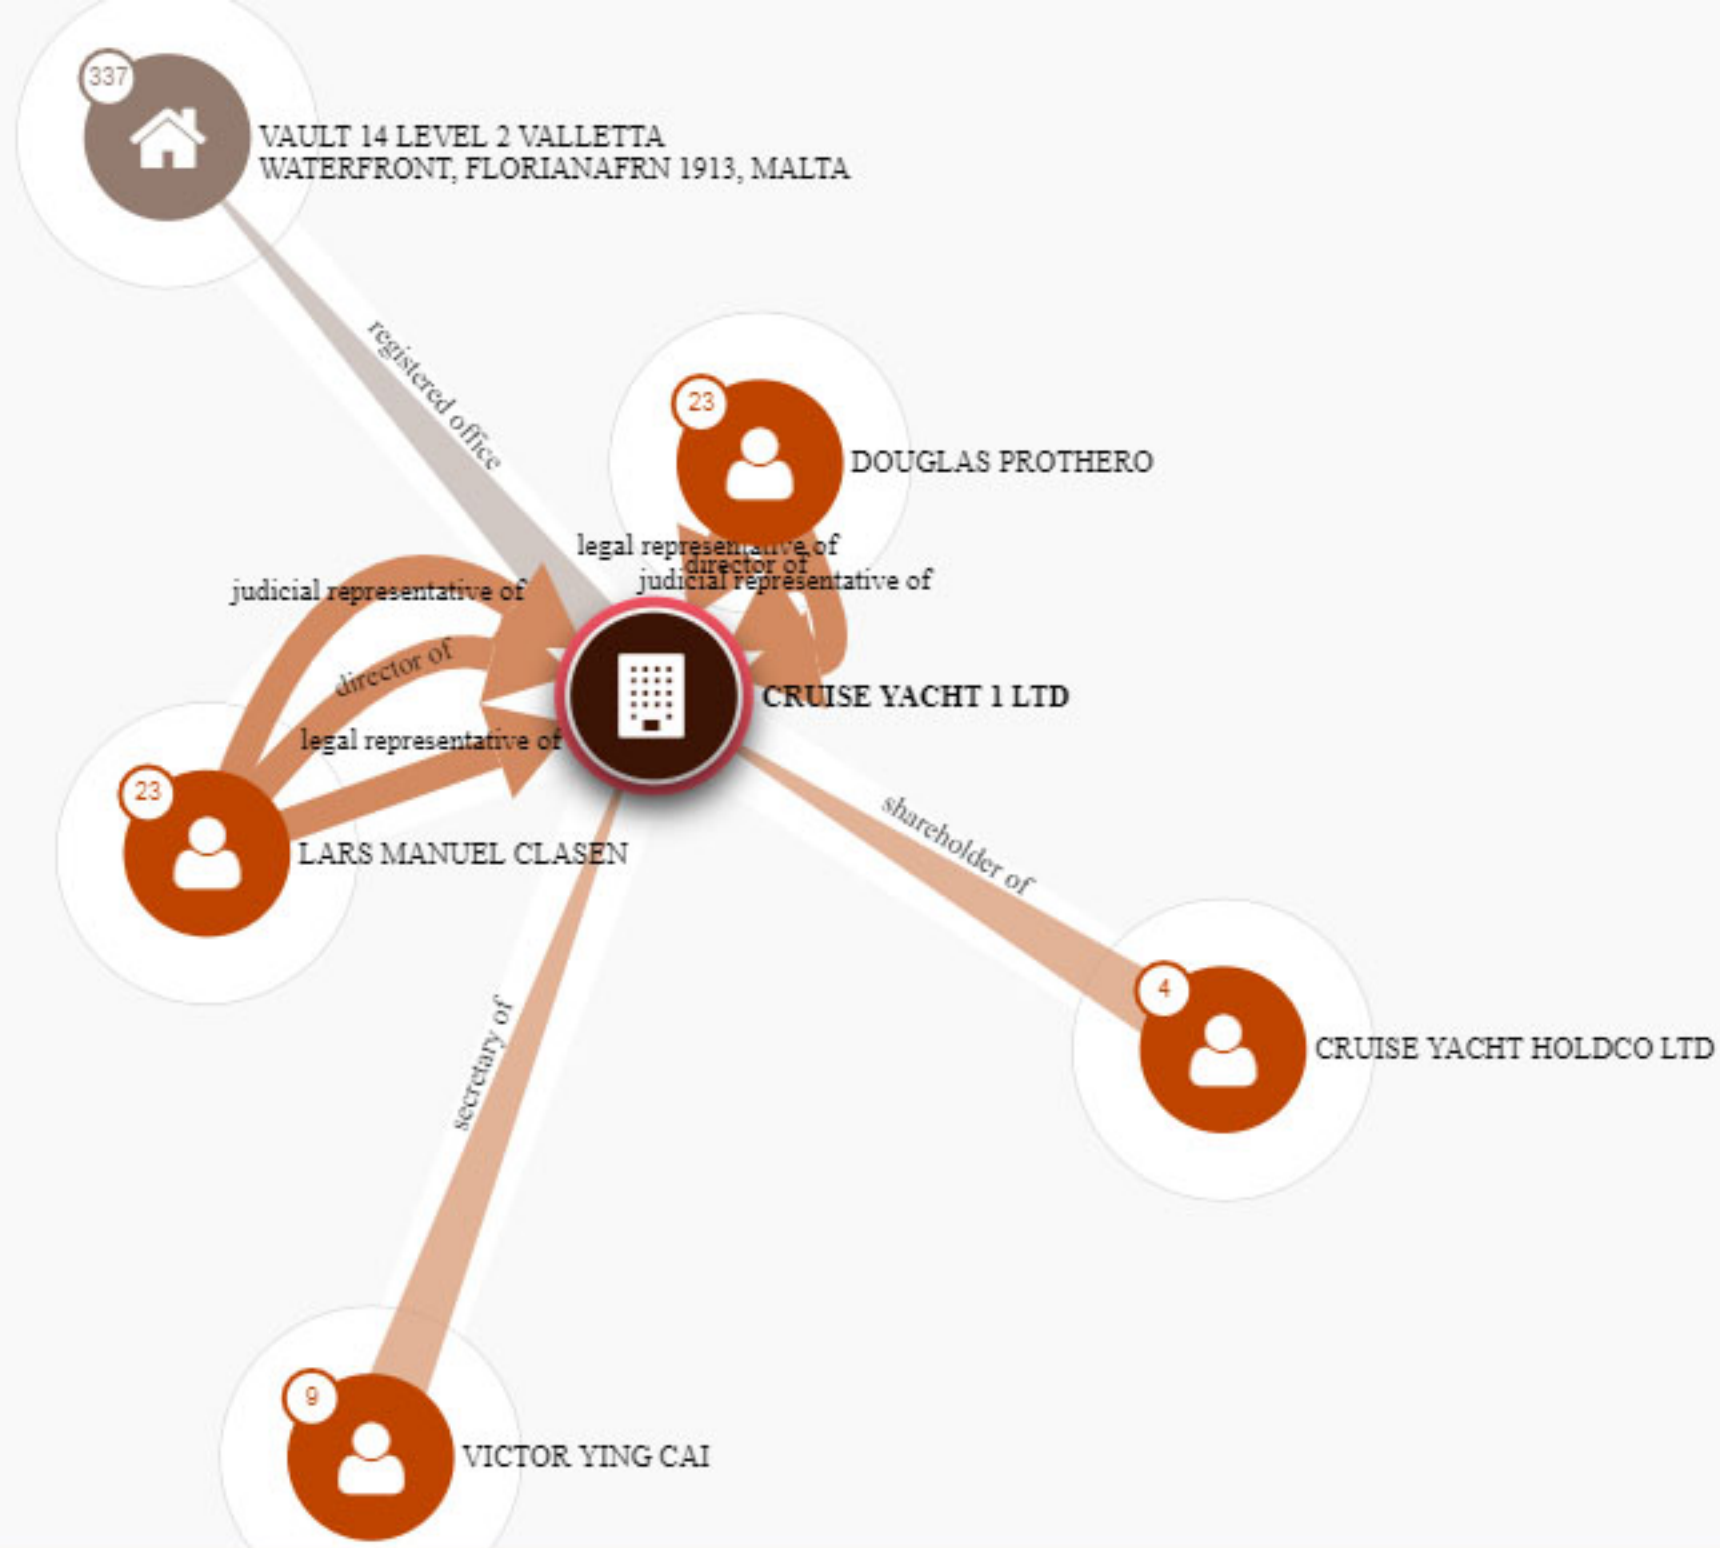 337
VAULT 14 LEVEL 2 VALLETTA
WATERFRONT, FLORIANAFRN 1913, MALTA
registered office
23
DOUGLAS PROTHERO
legal representative of
director of
judicial representative of
judicial representative of
director of
legal representative of
CRUISE YACHT 1 LTD
23
LARS MANUEL CLASEN
shareholder of
4
CRUISE YACHT HOLDCO LTD
secretary of
9
VICTOR YING CAI